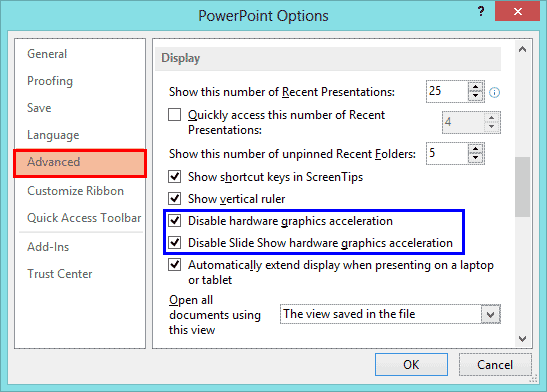 PowerPoint Options
?
General
Proofing
Save
Language
Advanced
Customize Ribbon
Quick Access Toolbar
Add-Ins
Trust Center
Display
Show this number of Recent Presentations: 25
Quickly access this number of Recent
Presentations: 4
Show this number of unpinned Recent Folders: 5
Show shortcut keys in ScreenTips
Show vertical ruler
Disable hardware graphics acceleration
Disable Slide Show hardware graphics acceleration
Automatically extend display when presenting on a laptop
or tablet
Open all
documents using The view saved in the file
this view
OK Cancel